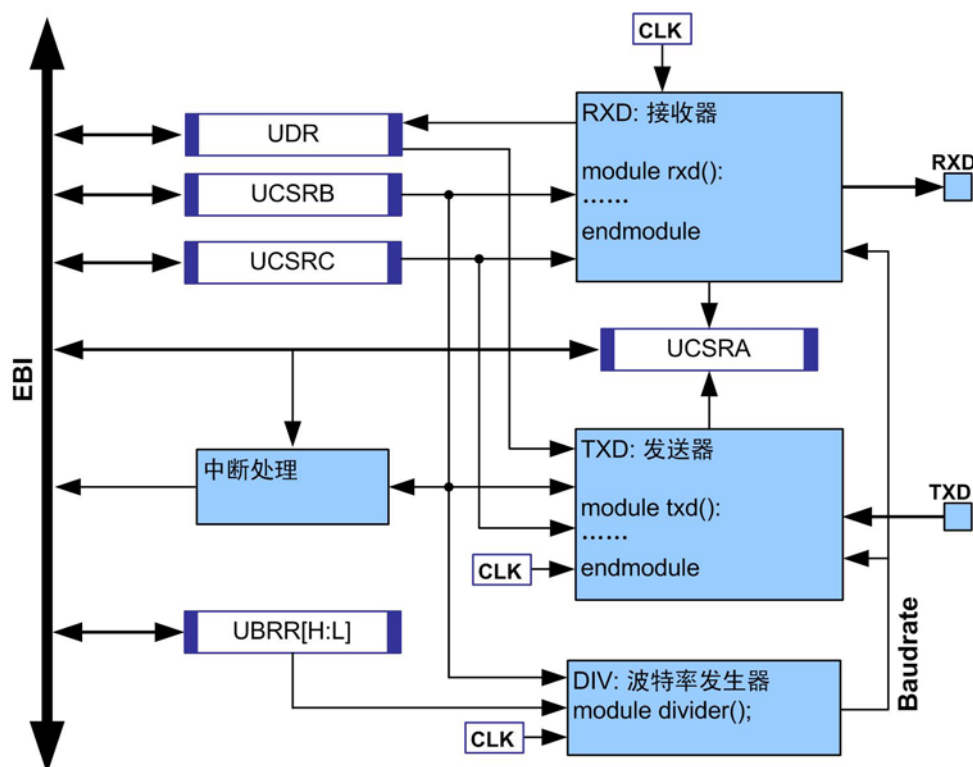 CLK
UDR
RXD: 接收器
RXD
UCSRB
module rxd():
……
UCSRC
endmodule
UCSRA
EBI
中断处理
TXD: 发送器
TXD
module txd():
……
CLK
endmodule
UBRR[H:L]
Baudrate
DIV: 波特率发生器
module divider();
CLK